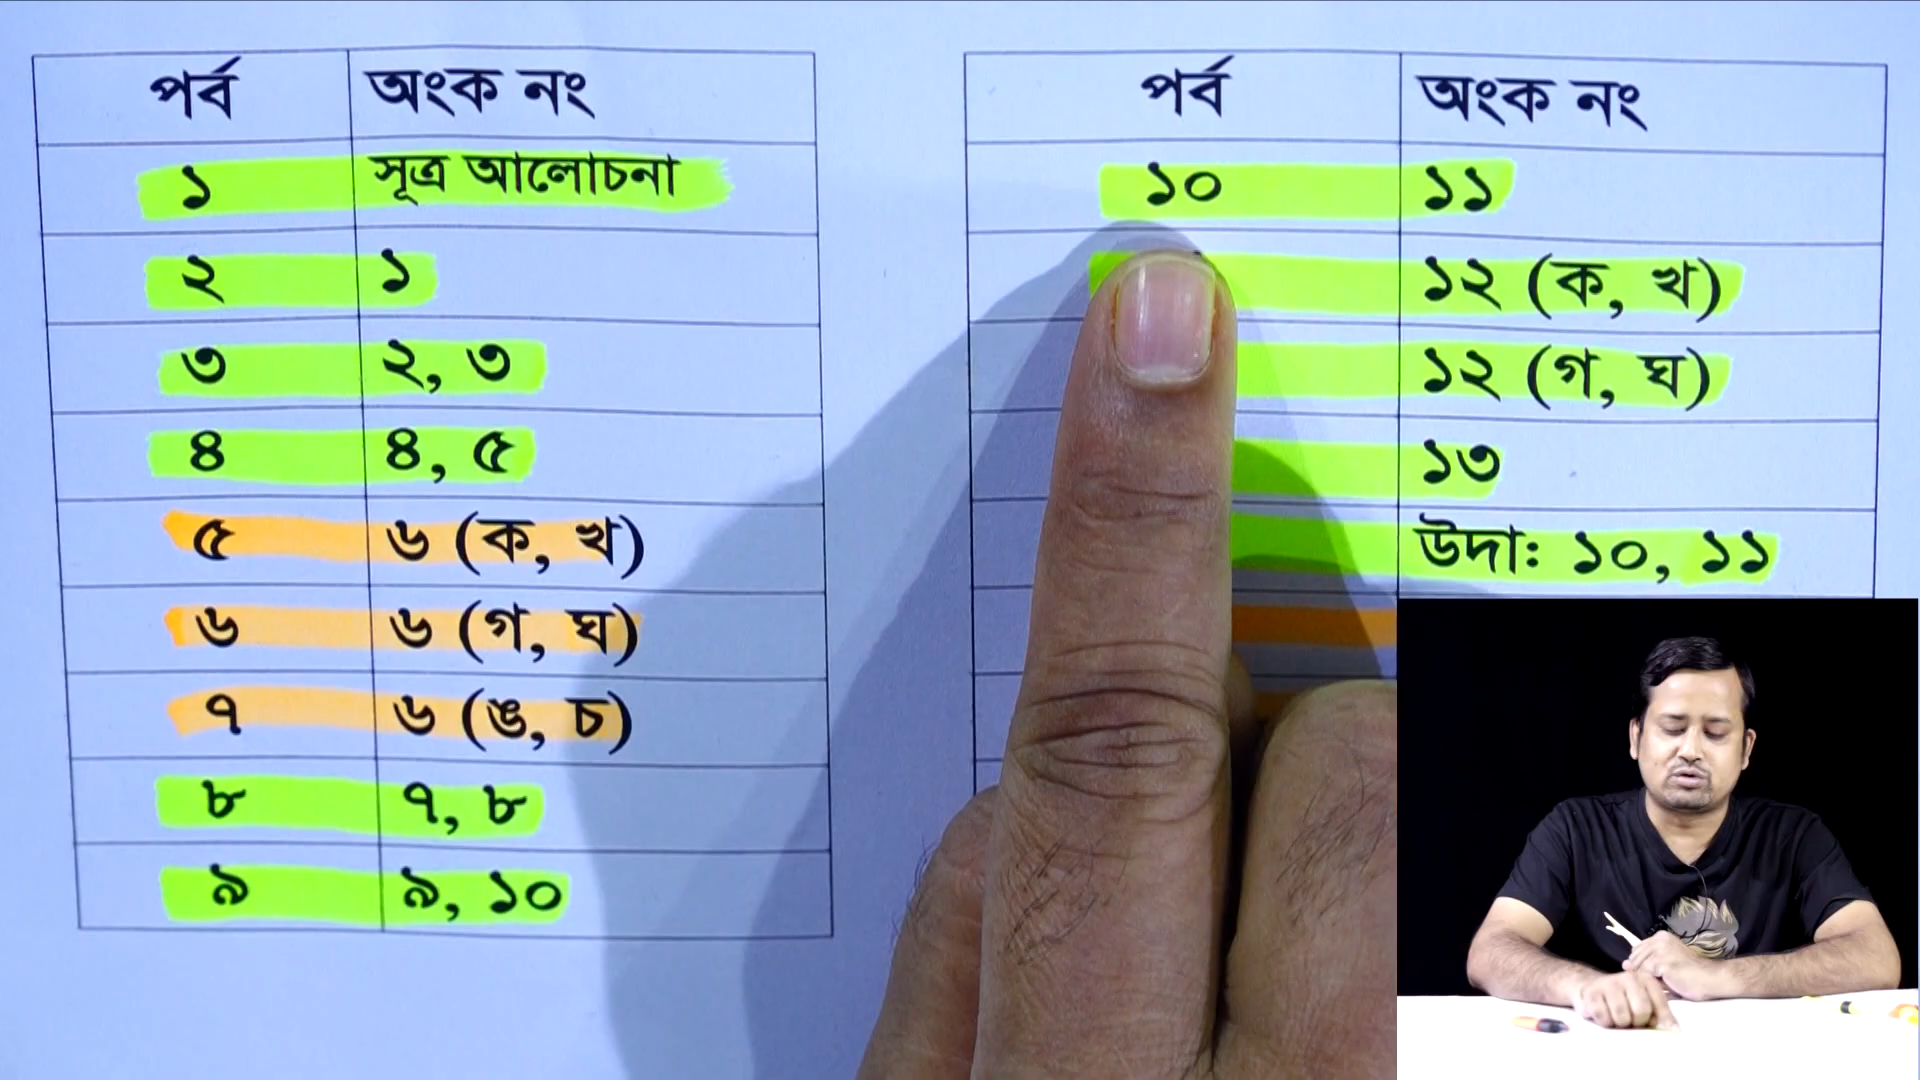 পর্ব অংক নং
১ সূত্র আলোচনা
২ ১
৩ ২, ৩
৪ ৪, ৫
৫ ৬ (ক, খ)
৬ ৬ (গ, ঘ)
৭ ৬ (ঙ, চ)
৮ ৭, ৮
৯ ৯, ১০
পর্ব অংক নং
১০ ১১
১২ (ক, খ)
১২ (গ, ঘ)
১৩
উদাঃ ১০, ১১